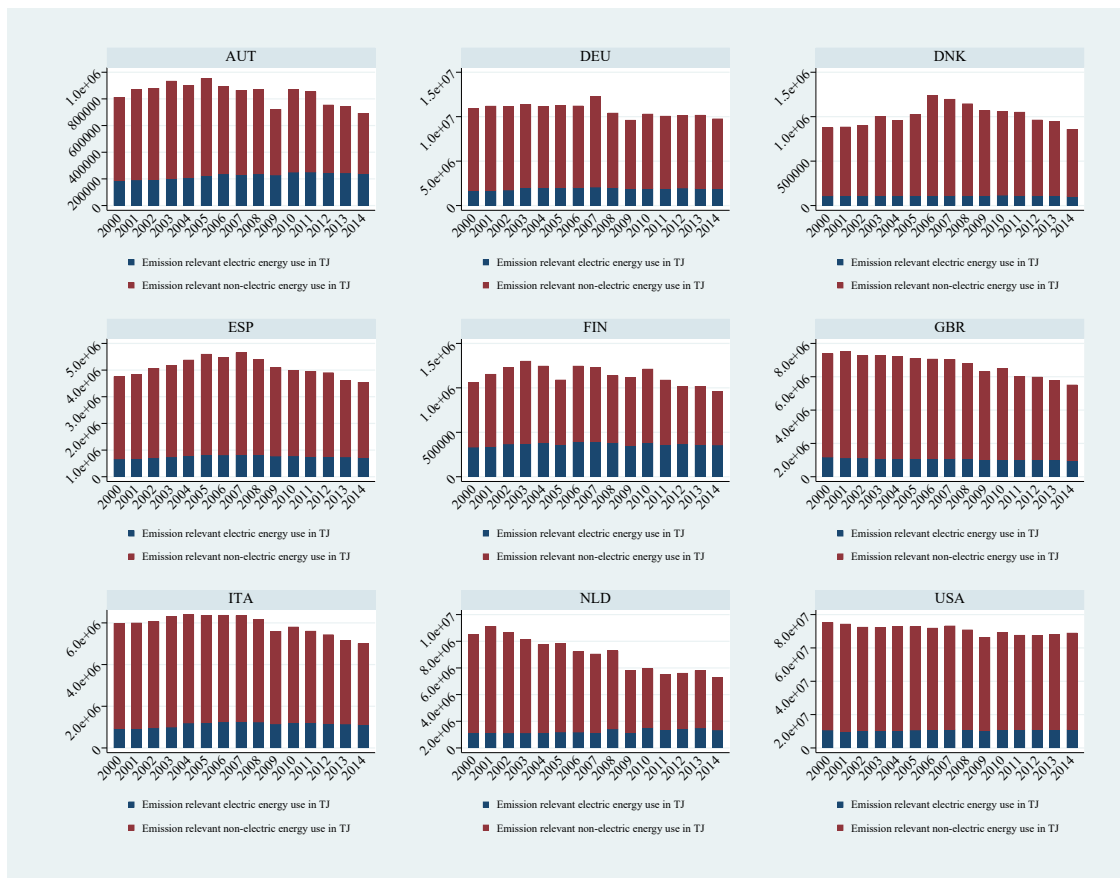 AUT
1.0e+06
800000
600000
400000
200000
0
2000 2001 2002 2003 2004 2005 2006 2007 2008 2009 2010 2011 2012 2013 2014
Emission relevant electric energy use in TJ
Emission relevant non-electric energy use in TJ
DEU
1.5e+07
1.0e+07
5.0e+06
0
2000 2001 2002 2003 2004 2005 2006 2007 2008 2009 2010 2011 2012 2013 2014
Emission relevant electric energy use in TJ
Emission relevant non-electric energy use in TJ
DNK
1.5e+06
1.0e+06
500000
0
2000 2001 2002 2003 2004 2005 2006 2007 2008 2009 2010 2011 2012 2013 2014
Emission relevant electric energy use in TJ
Emission relevant non-electric energy use in TJ
ESP
5.0e+06
4.0e+06
3.0e+06
2.0e+06
1.0e+06
0
2000 2001 2002 2003 2004 2005 2006 2007 2008 2009 2010 2011 2012 2013 2014
Emission relevant electric energy use in TJ
Emission relevant non-electric energy use in TJ
FIN
1.5e+06
1.0e+06
500000
0
2000 2001 2002 2003 2004 2005 2006 2007 2008 2009 2010 2011 2012 2013 2014
Emission relevant electric energy use in TJ
Emission relevant non-electric energy use in TJ
GBR
8.0e+06
6.0e+06
4.0e+06
2.0e+06
0
2000 2001 2002 2003 2004 2005 2006 2007 2008 2009 2010 2011 2012 2013 2014
Emission relevant electric energy use in TJ
Emission relevant non-electric energy use in TJ
ITA
6.0e+06
4.0e+06
2.0e+06
0
2000 2001 2002 2003 2004 2005 2006 2007 2008 2009 2010 2011 2012 2013 2014
Emission relevant electric energy use in TJ
Emission relevant non-electric energy use in TJ
NLD
1.0e+07
8.0e+06
6.0e+06
4.0e+06
2.0e+06
0
2000 2001 2002 2003 2004 2005 2006 2007 2008 2009 2010 2011 2012 2013 2014
Emission relevant electric energy use in TJ
Emission relevant non-electric energy use in TJ
USA
8.0e+07
6.0e+07
4.0e+07
2.0e+07
0
2000 2001 2002 2003 2004 2005 2006 2007 2008 2009 2010 2011 2012 2013 2014
Emission relevant electric energy use in TJ
Emission relevant non-electric energy use in TJ